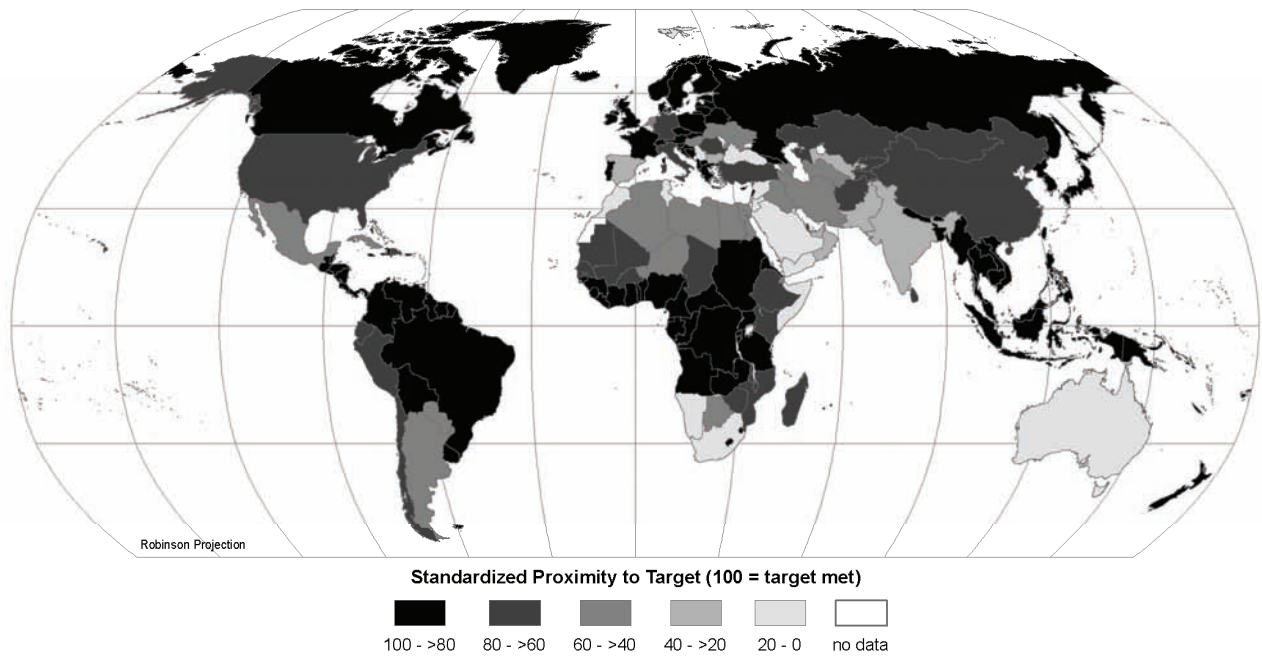 Robinson Projection
Standardized Proximity to Target (100 = target met)
100 - >80 80 - >60 60 - >40 40 - >20 20 - 0 no data